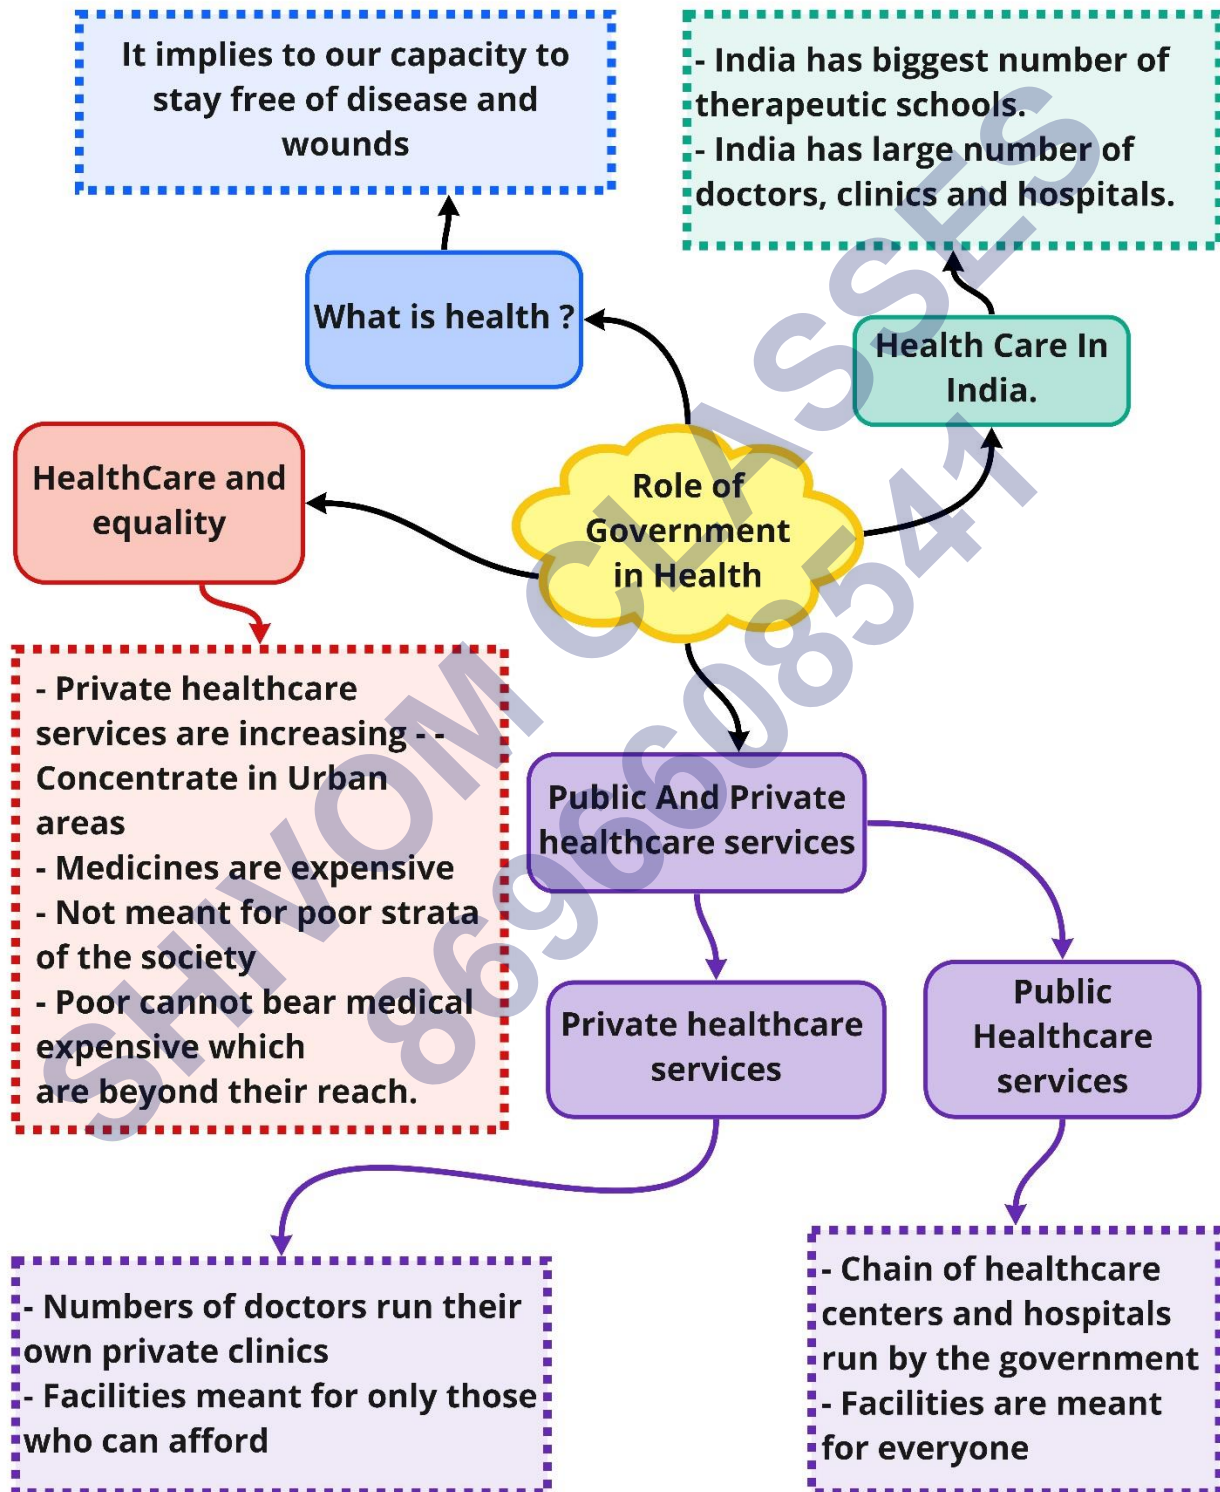 It implies to our capacity to
stay free of disease and
wounds
- India has biggest number of
therapeutic schools.
- India has large number of
doctors, clinics and hospitals.
What is health ?
Health Care In
India.
HealthCare and
equality
Role of
Government
in Health
- Private healthcare
services are increasing - -
Concentrate in Urban
areas
- Medicines are expensive
- Not meant for poor strata
of the society
- Poor cannot bear medical
expensive which
are beyond their reach.
Public And Private
healthcare services
Private healthcare
services
Public
Healthcare
services
- Numbers of doctors run their
own private clinics
- Facilities meant for only those
who can afford
- Chain of healthcare
centers and hospitals
run by the government
- Facilities are meant
for everyone
SHIVOM CLASSES
8696608541